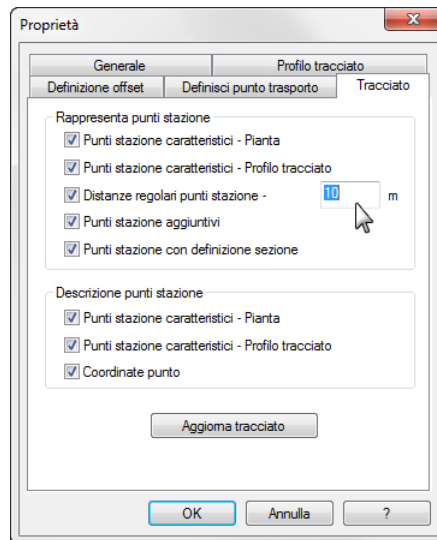 Proprietà
Generale
Profilo tracciato
Definizione offset
Definisci punto trasporto
Tracciato
Rappresenta punti stazione
Punti stazione caratteristici - Pianta
Punti stazione caratteristici - Profilo tracciato
Distanze regolari punti stazione - 10 m
Punti stazione aggiuntivi
Punti stazione con definizione sezione
Descrizione punti stazione
Punti stazione caratteristici - Pianta
Punti stazione caratteristici - Profilo tracciato
Coordinate punto
Aggiorna tracciato
OK
Annulla
?